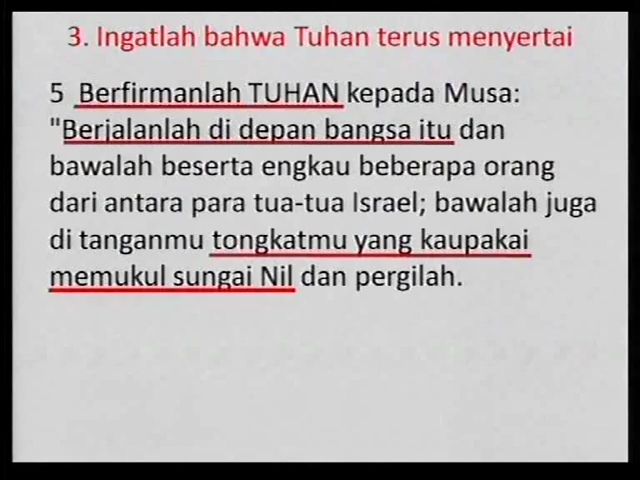 3. Ingatlah bahwa Tuhan terus menyertai
5 Berfirmanlah TUHAN kepada Musa:
"Berjalanlah di depan bangsa itu dan
bawalah beserta engkau beberapa orang
dari antara para tua-tua Israel; bawalah juga
di tanganmu tongkatmu yang kaupakai
memukul sungai Nil dan pergilah.